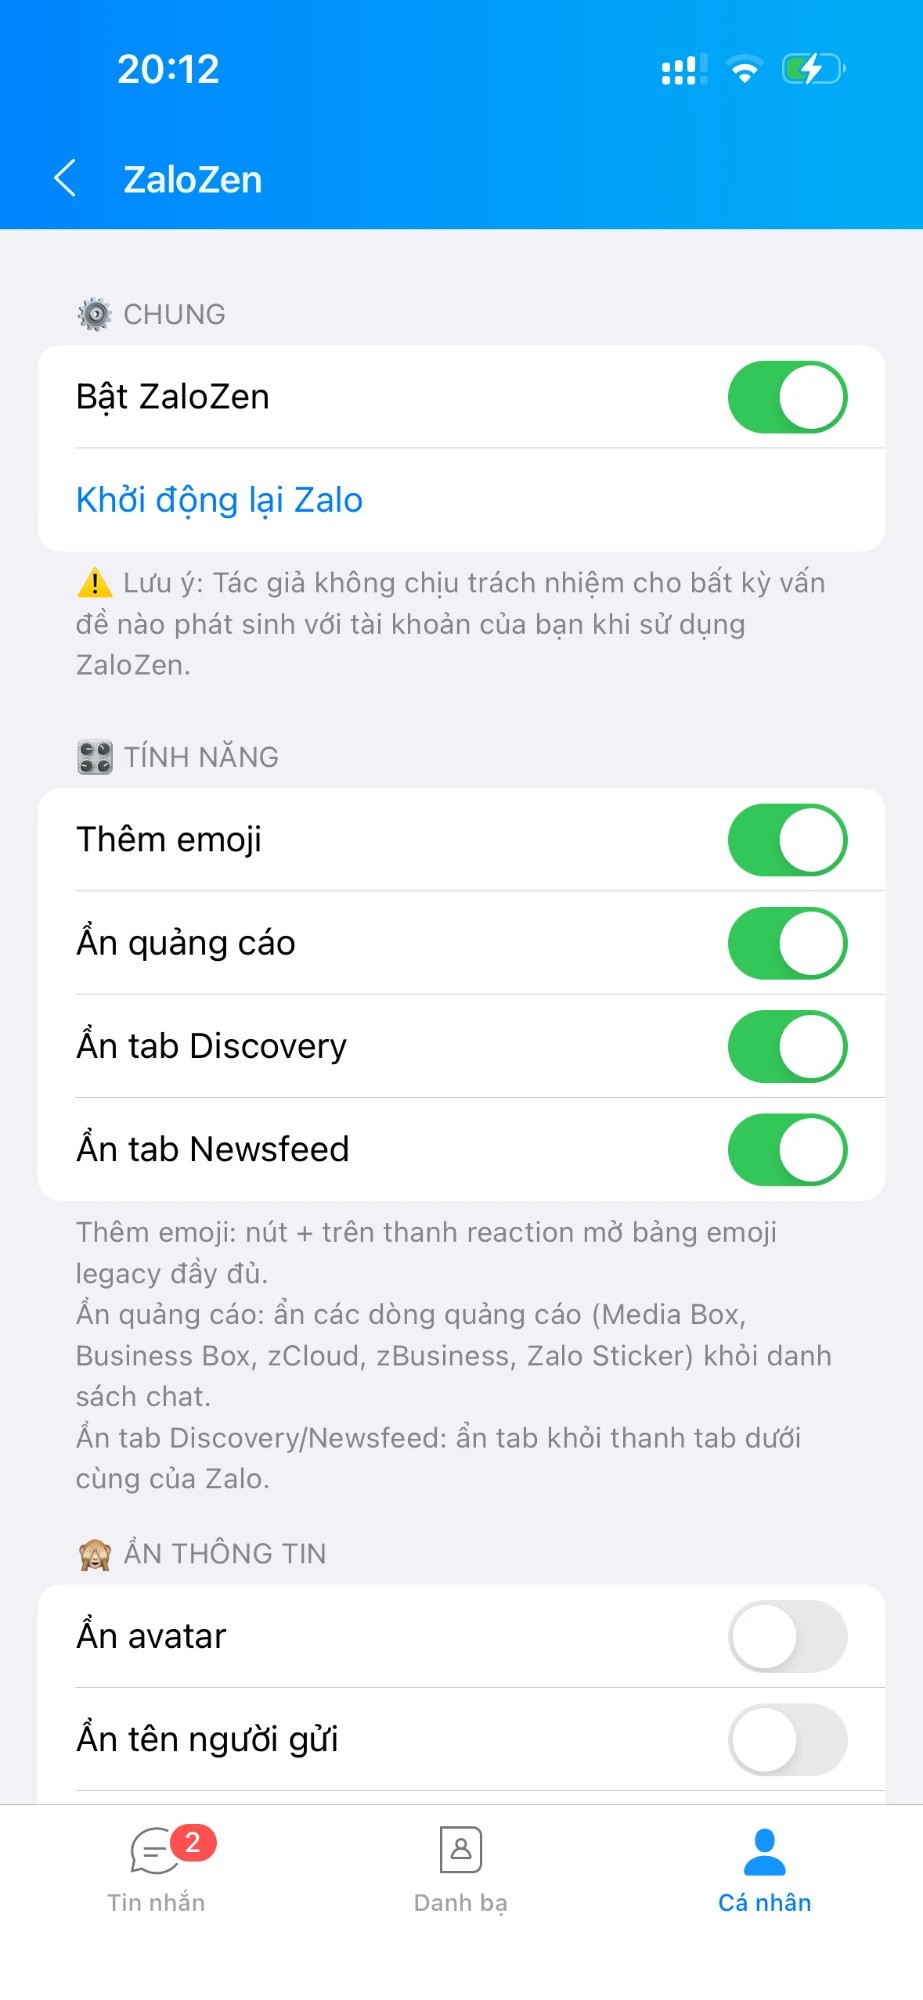 20:12
ZaloZen
CHUNG
Bật ZaloZen
Khởi động lại Zalo
Lưu ý: Tác giả không chịu trách nhiệm cho bất kỳ vấn
đề nào phát sinh với tài khoản của bạn khi sử dụng
ZaloZen.
TÍNH NĂNG
Thêm emoji
Ẩn quảng cáo
Ẩn tab Discovery
Ẩn tab Newsfeed
Thêm emoji: nút + trên thanh reaction mở bảng emoji
legacy đầy đủ.
Ẩn quảng cáo: ẩn các dòng quảng cáo (Media Box,
Business Box, zCloud, zBusiness, Zalo Sticker) khỏi danh
sách chat.
Ẩn tab Discovery/Newsfeed: ẩn tab khỏi thanh tab dưới
cùng của Zalo.
ẨN THÔNG TIN
Ẩn avatar
Ẩn tên người gửi
2
Tin nhắn
Danh bạ
Cá nhân